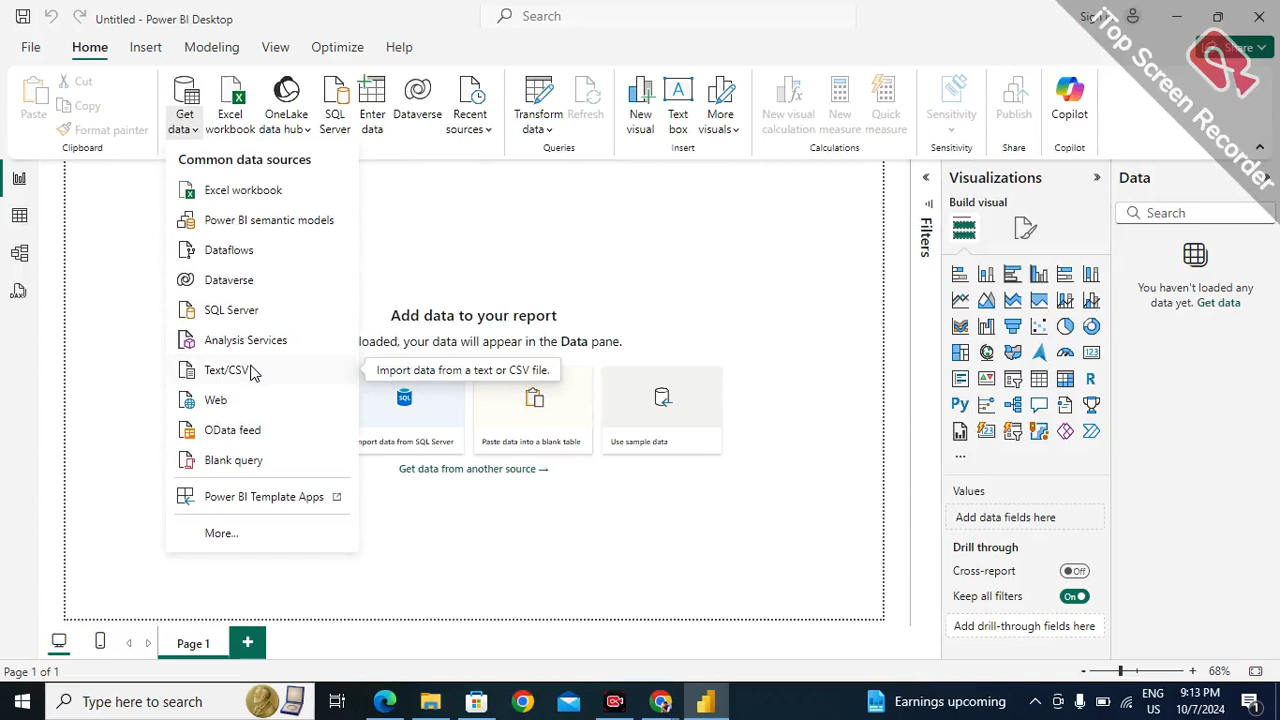 Untitled - Power BI Desktop
Search
File
Home
Insert
Modeling
View
Optimize
Help
Share
iTop Screen Recorder
Paste
Cut
Copy
Format painter
Clipboard
Get data
Excel workbook
OneLake data hub
SQL Server
Enter data
Dataverse
Recent sources
Transform data
Refresh
Queries
New visual
Text box
More visuals
Insert
New visual calculation
New measure
Quick measure
Calculations
Sensitivity
Sensitivity
Publish
Share
Copilot
Copilot
Common data sources
Excel workbook
Power BI semantic models
Dataflows
Dataverse
SQL Server
Analysis Services
Text/CSV
Web
OData feed
Blank query
Power BI Template Apps
More...
Import data from a text or CSV file.
Add data to your report
loaded, your data will appear in the Data pane.
SQL
mport data from SQL Server
Paste data into a blank table
Use sample data
Get data from another source →
Filters
Visualizations
Build visual
123
R
Py
...
Values
Add data fields here
Drill through
Cross-report
Off
Keep all filters
On
Add drill-through fields here
Data
Search
You haven't loaded any
data yet. Get data
Page 1
+
Page 1 of 1
- + 68%
Type here to search
Earnings upcoming
ENG
US
9:13 PM
10/7/2024
1